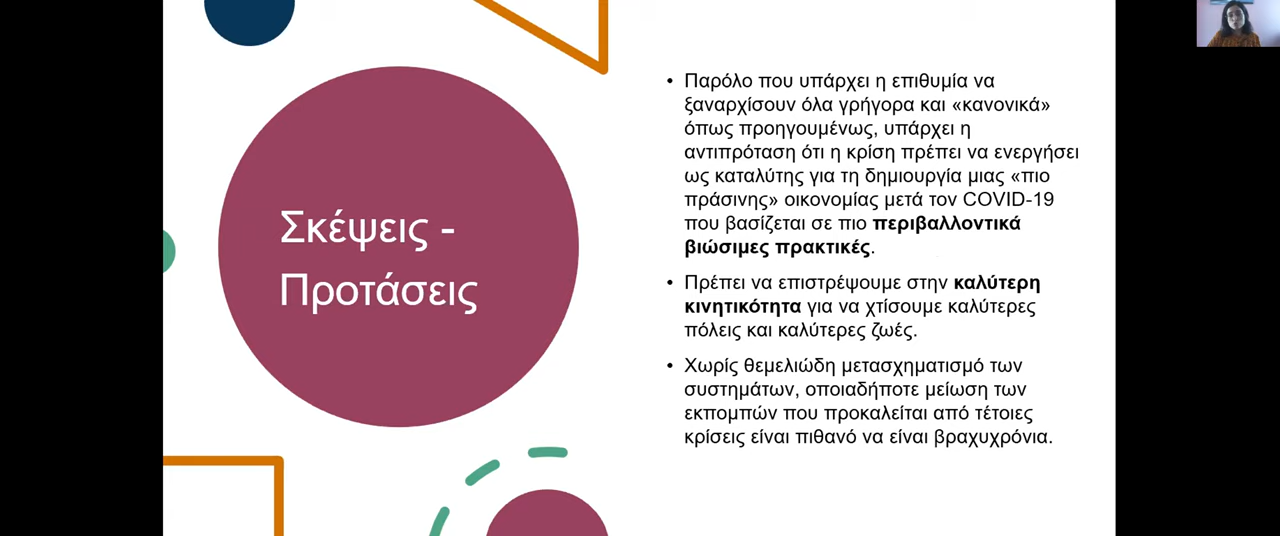 Σκέψεις -
Προτάσεις
• Παρόλο που υπάρχει η επιθυμία να
ξαναρχίσουν όλα γρήγορα και «κανονικά»
όπως προηγουμένως, υπάρχει η
αντιπρόταση ότι η κρίση πρέπει να ενεργήσει
ως καταλύτης για τη δημιουργία μιας «πιο
πράσινης» οικονομίας μετά τον COVID-19
που βασίζεται σε πιο περιβαλλοντικά
βιώσιμες πρακτικές.
• Πρέπει να επιστρέψουμε στην καλύτερη
κινητικότητα για να χτίσουμε καλύτερες
πόλεις και καλύτερες ζωές.
• Χωρίς θεμελιώδη μετασχηματισμό των
συστημάτων, οποιαδήποτε μείωση των
εκπομπών που προκαλείται από τέτοιες
κρίσεις είναι πιθανό να είναι βραχυχρόνια.